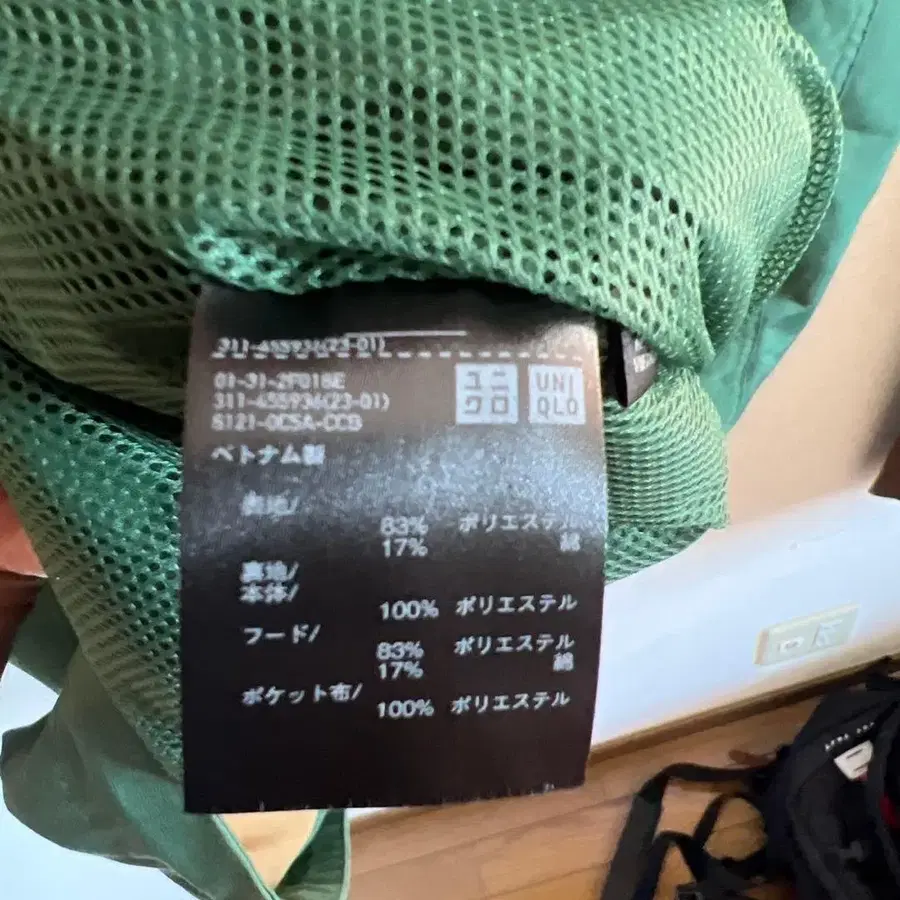 311-455936(23-01)
01-31-2F018E
311-455936(23-01)
S121-0C5A-CCB
ユニ
クロ
UNI
QLO
ベトナム製
表地/
83% ポリエステル
17% 綿
裏地/
本体/
100% ポリエステル
フード/
83% ポリエステル
17% 綿
ポケット布/
100% ポリエステル